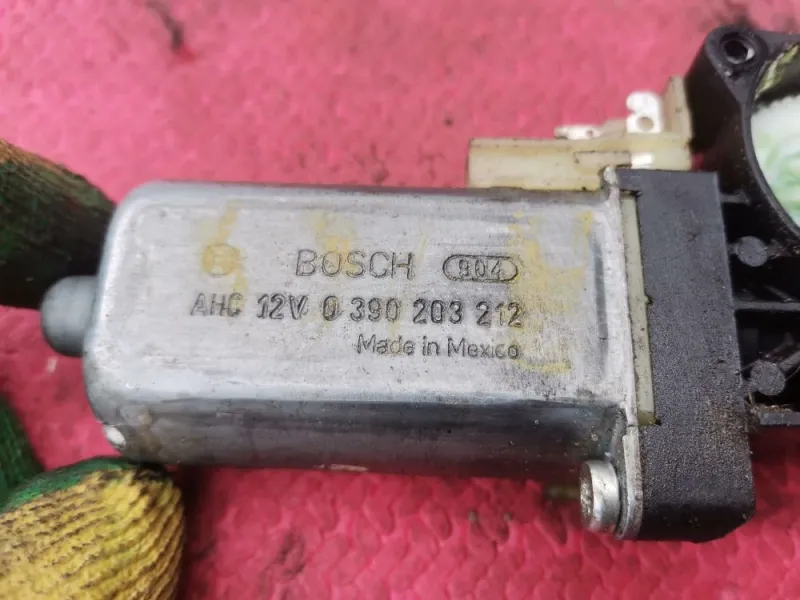 BOSCH 904
AHC 12V 0 390 203 212
Made in Mexico